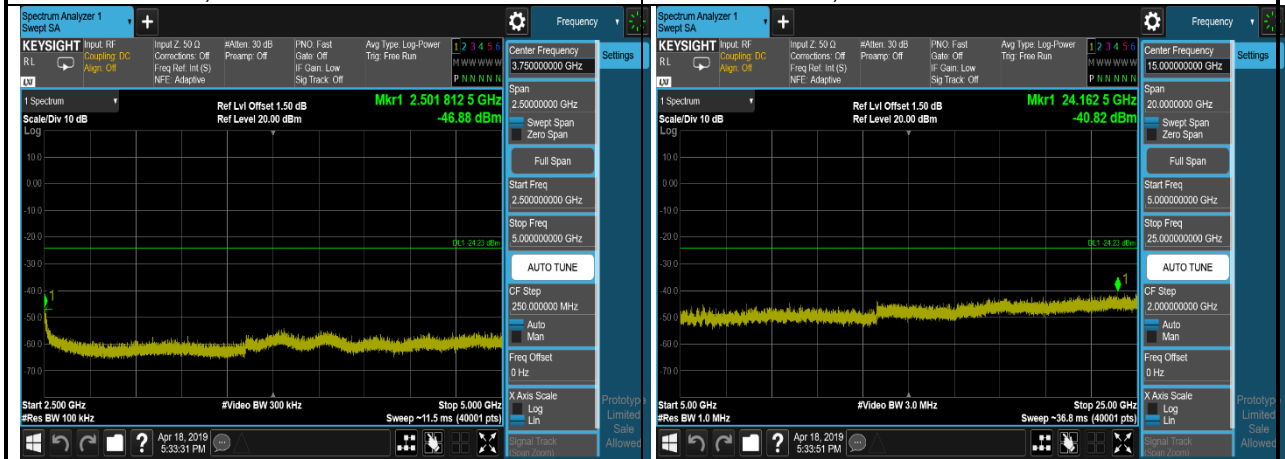 Spectrum Analyzer 1
Swept SA
+
Frequency
KEYSIGHT
RL
LXI
Input: RF
Coupling: DC
Align: Off
Input Z: 50 Ω
Corrections: Off
Freq Ref: Int (S)
NFE: Adaptive
#Atten: 30 dB
Preamp: Off
PNO: Fast
Gate: Off
IF Gain: Low
Sig Track: Off
Avg Type: Log-Power
Trig: Free Run
1 2 3 4 5 6
M W W W W W
P N N N N N
Center Frequency
3.750000000 GHz
Settings
1 Spectrum
Scale/Div 10 dB
Log
Ref Lvl Offset 1.50 dB
Ref Level 20.00 dBm
Mkr1 2.501 812 5 GHz
-46.88 dBm
10.0
0.00
-10.0
-20.0
-30.0
-40.0
-50.0
-60.0
-70.0
DL1 -24.23 dBm
1
Start 2.500 GHz
#Res BW 100 kHz
#Video BW 300 kHz
Stop 5.000 GHz
Sweep ~11.5 ms (40001 pts)
Span
2.50000000 GHz
Swept Span
Zero Span
Full Span
Start Freq
2.500000000 GHz
Stop Freq
5.000000000 GHz
AUTO TUNE
CF Step
250.000000 MHz
Auto
Man
Freq Offset
0 Hz
X Axis Scale
Log
Lin
Signal Track
(Span Zoom)
?
Apr 18, 2019
5:33:31 PM
Spectrum Analyzer 1
Swept SA
+
Frequency
KEYSIGHT
RL
LXI
Input: RF
Coupling: DC
Align: Off
Input Z: 50 Ω
Corrections: Off
Freq Ref: Int (S)
NFE: Adaptive
#Atten: 30 dB
Preamp: Off
PNO: Fast
Gate: Off
IF Gain: Low
Sig Track: Off
Avg Type: Log-Power
Trig: Free Run
1 2 3 4 5 6
M W W W W W
P N N N N N
Center Frequency
15.000000000 GHz
Settings
1 Spectrum
Scale/Div 10 dB
Log
Ref Lvl Offset 1.50 dB
Ref Level 20.00 dBm
Mkr1 24.162 5 GHz
-40.82 dBm
10.0
0.00
-10.0
-20.0
-30.0
-40.0
-50.0
-60.0
-70.0
DL1 -24.23 dBm
1
Start 5.00 GHz
#Res BW 1.0 MHz
#Video BW 3.0 MHz
Stop 25.00 GHz
Sweep ~36.8 ms (40001 pts)
Span
20.0000000 GHz
Swept Span
Zero Span
Full Span
Start Freq
5.000000000 GHz
Stop Freq
25.000000000 GHz
AUTO TUNE
CF Step
2.000000000 GHz
Auto
Man
Freq Offset
0 Hz
X Axis Scale
Log
Lin
Signal Track
(Span Zoom)
Prototype
Limited
Sale
Allowed
?
Apr 18, 2019
5:33:51 PM